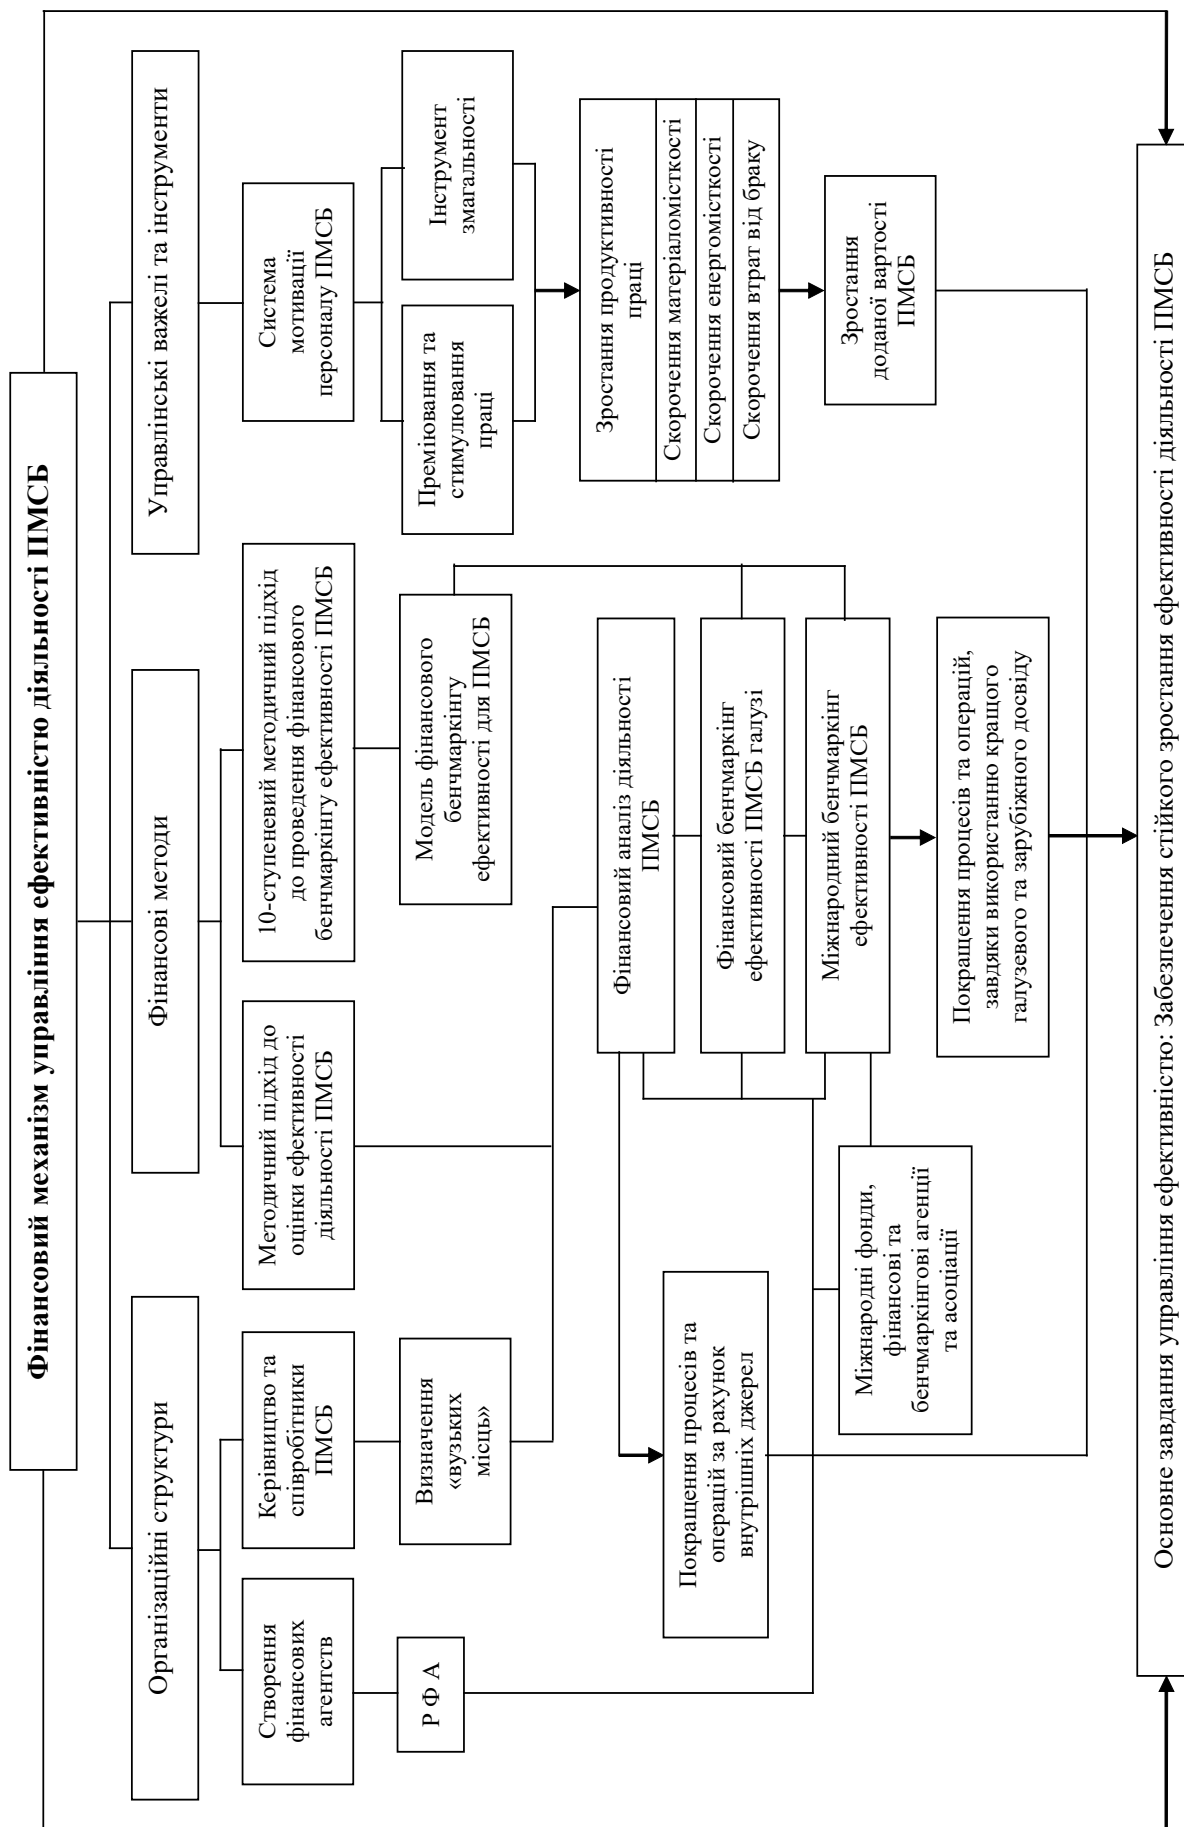 Фінансовий механізм управління ефективністю діяльності ПМСБ
Організаційні структури
Фінансові методи
Управлінські важелі та інструменти
Створення
фінансових
агентств
Керівництво та
співробітники
ПМСБ
Методичний підхід до
оцінки ефективності
діяльності ПМСБ
10-ступеневий методичний підхід
до проведення фінансового
бенчмаркінгу ефективності ПМСБ
Система
мотивації
персоналу ПМСБ
Р Ф А
Визначення
«вузьких
місць»
Модель фінансового
бенчмаркінгу
ефективності для ПМСБ
Преміювання та
стимулювання
праці
Інструмент
змагальності
Фінансовий аналіз діяльності
ПМСБ
Зростання продуктивності
праці
Скорочення матеріаломісткості
Скорочення енергомісткості
Скорочення втрат від браку
Покращення процесів та
операцій за рахунок
внутрішніх джерел
Фінансовий бенчмаркінг
ефективності ПМСБ галузі
Міжнародний бенчмаркінг
ефективності ПМСБ
Зростання
доданої вартості
ПМСБ
Міжнародні фонди,
фінансові та
бенчмаркінгові агенції
та асоціації
Покращення процесів та операцій,
завдяки використанню кращого
галузевого та зарубіжного досвіду
Основне завдання управління ефективністю: Забезпечення стійкого зростання ефективності діяльності ПМСБ